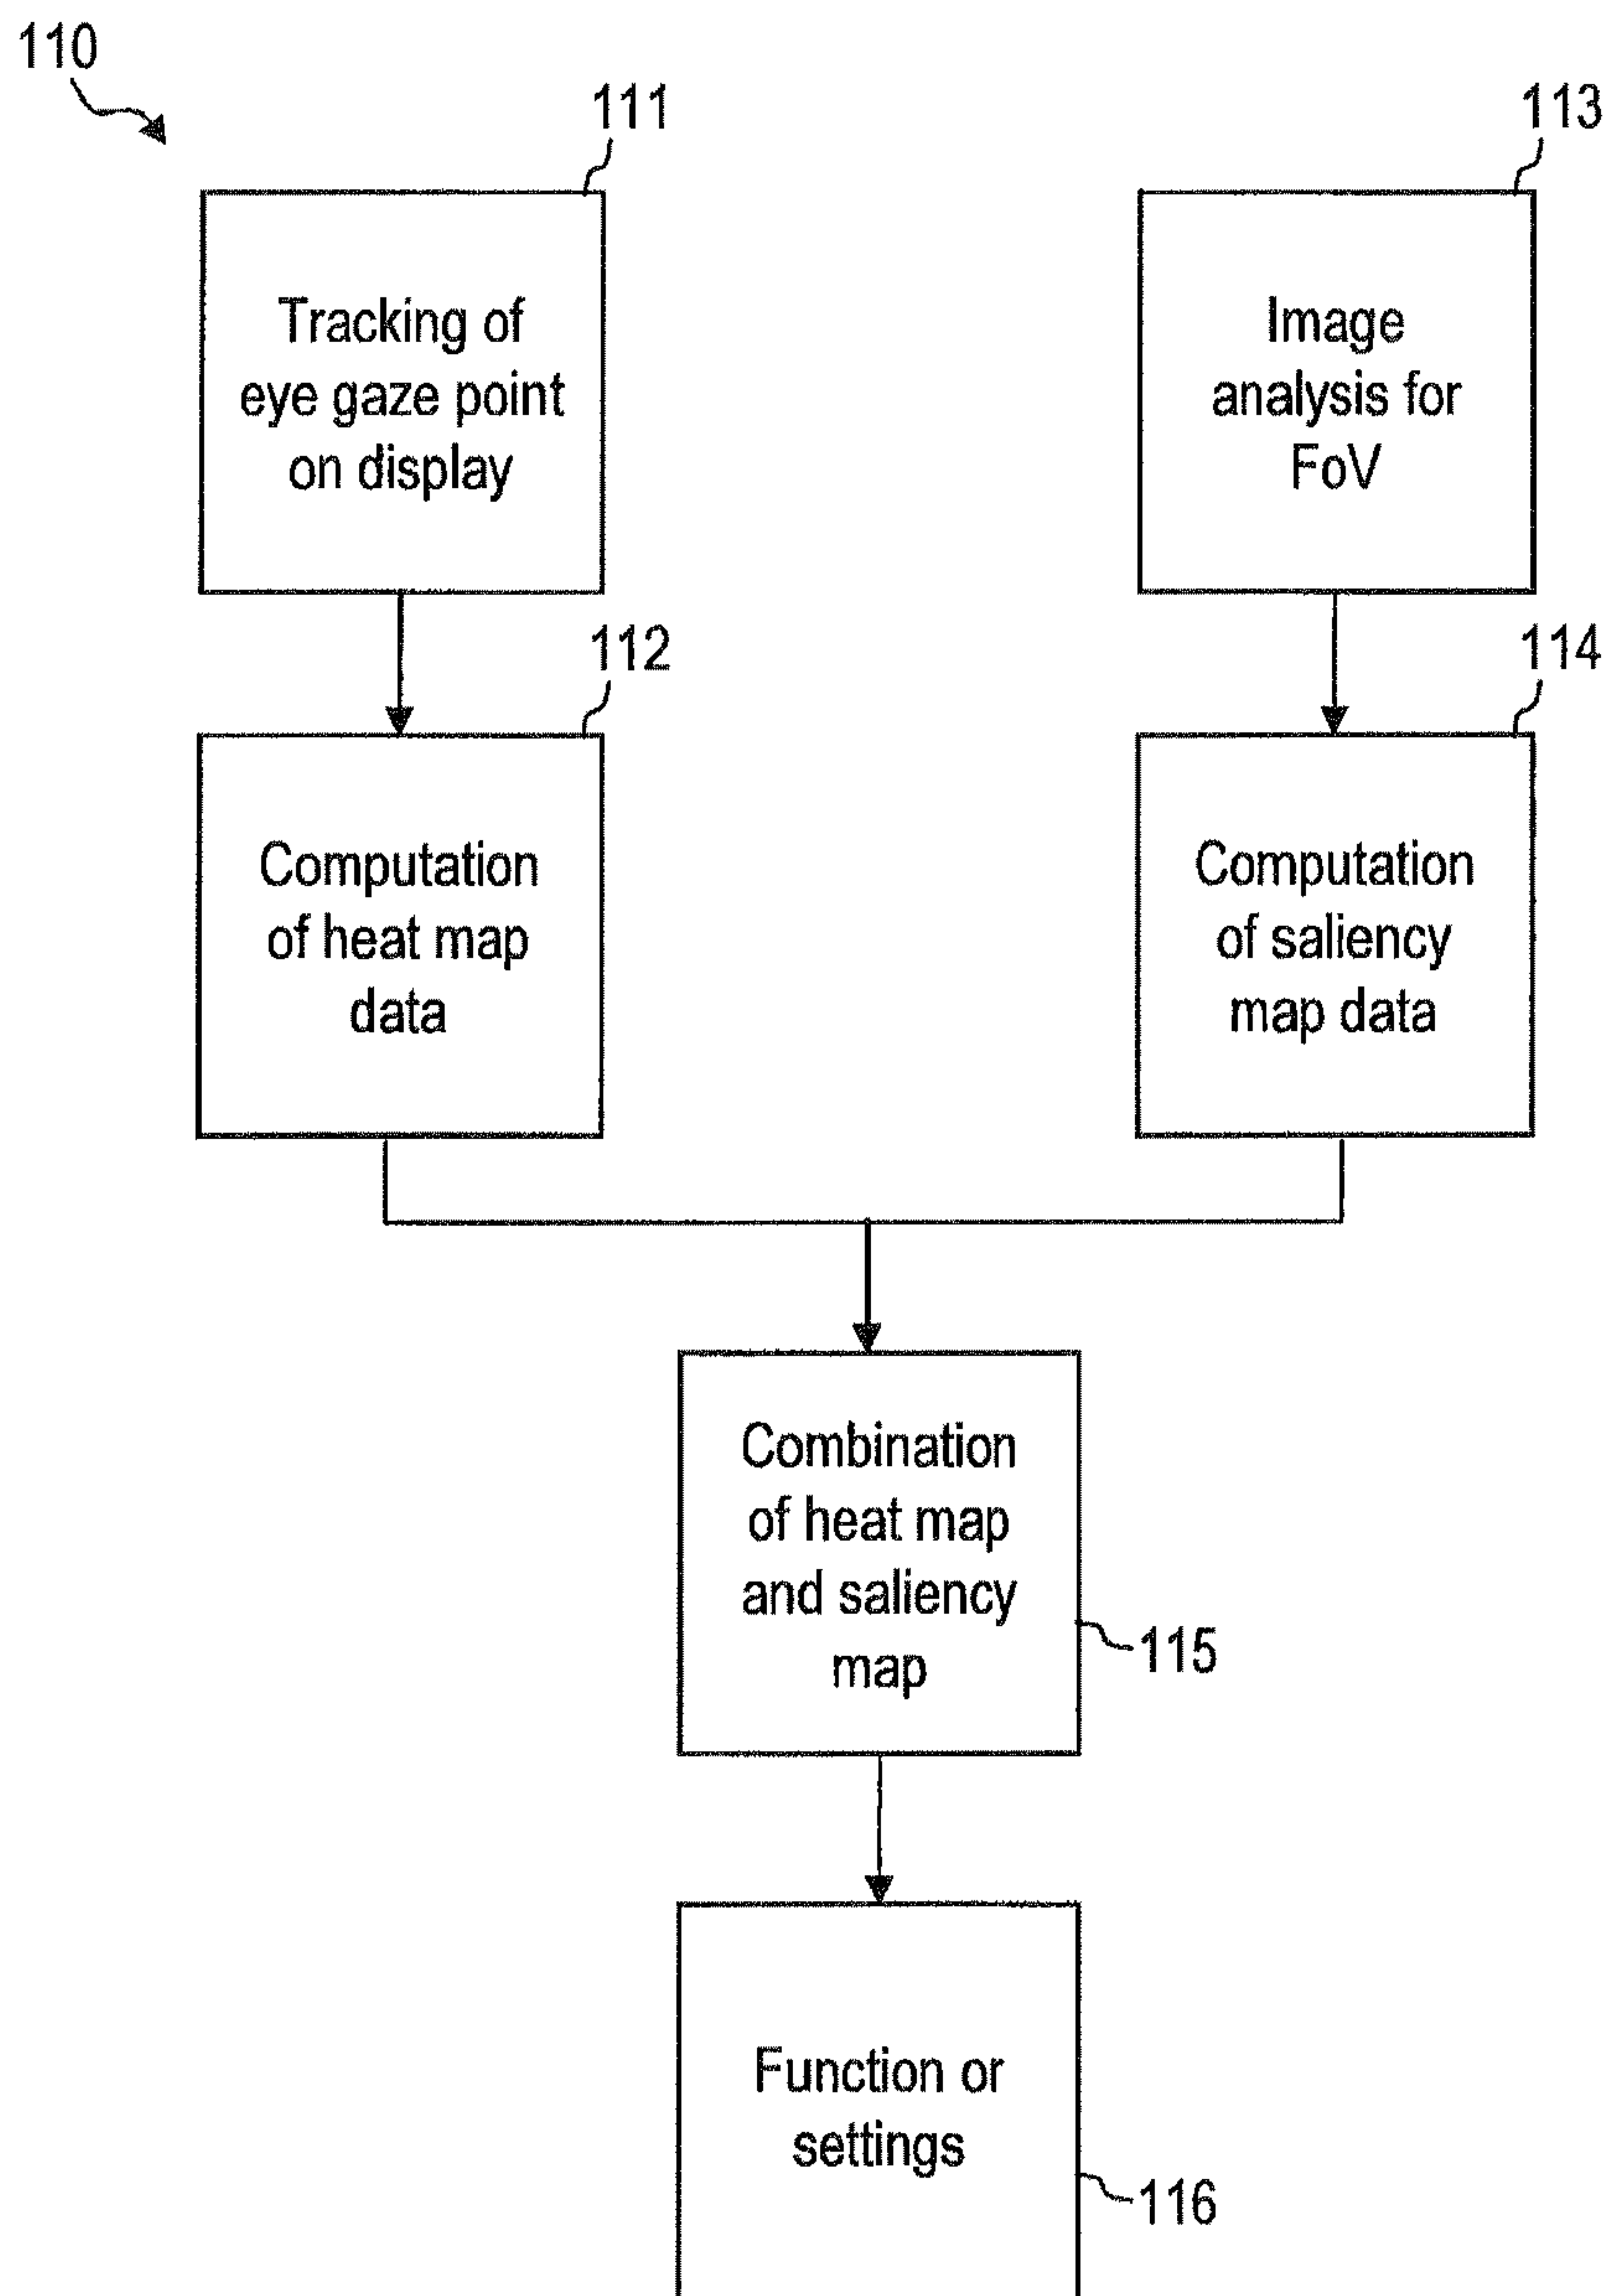 110
111
113
Tracking of
eye gaze point
on display
Image
analysis for
FoV
112
114
Computation
of heat map
data
Computation
of saliency
map data
Combination
of heat map
and saliency
map
115
Function or
settings
116